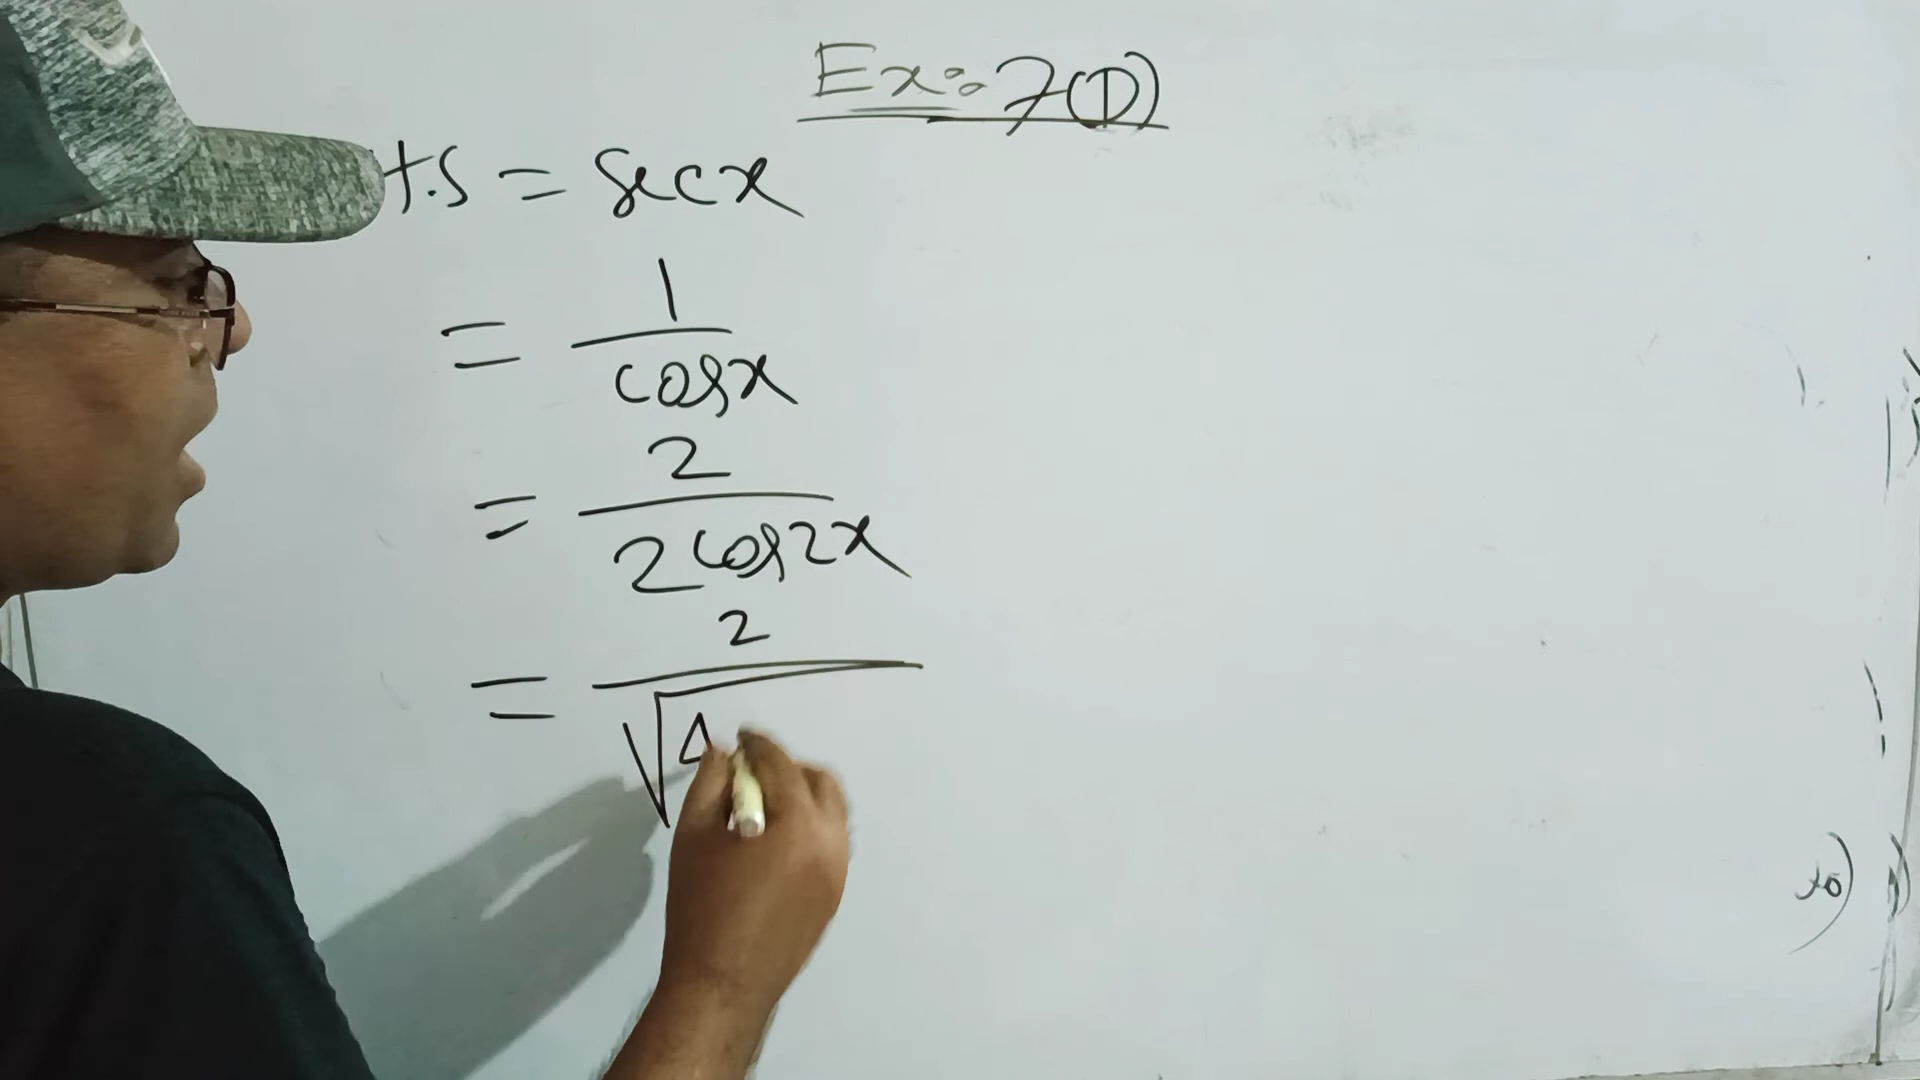 Ex: 7(D)
t.s = secx
= 1
cosx
= 2
2cos2x
= 2
√4